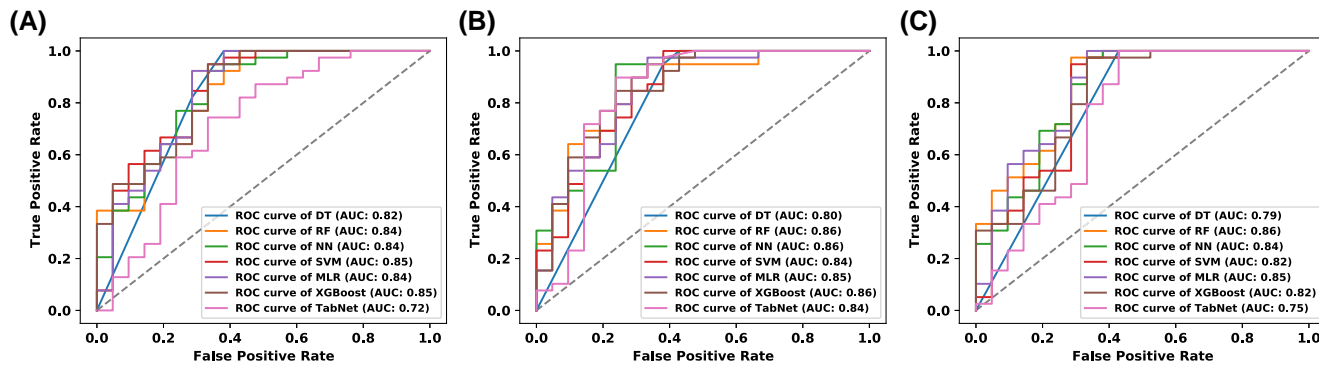 (A)
True Positive Rate
1.0
0.8
0.6
0.4
0.2
0.0
ROC curve of DT (AUC: 0.82)
ROC curve of RF (AUC: 0.84)
ROC curve of NN (AUC: 0.84)
ROC curve of SVM (AUC: 0.85)
ROC curve of MLR (AUC: 0.84)
ROC curve of XGBoost (AUC: 0.85)
ROC curve of TabNet (AUC: 0.72)
0.0 0.2 0.4 0.6 0.8 1.0
False Positive Rate
(B)
True Positive Rate
1.0
0.8
0.6
0.4
0.2
0.0
ROC curve of DT (AUC: 0.80)
ROC curve of RF (AUC: 0.86)
ROC curve of NN (AUC: 0.86)
ROC curve of SVM (AUC: 0.84)
ROC curve of MLR (AUC: 0.85)
ROC curve of XGBoost (AUC: 0.86)
ROC curve of TabNet (AUC: 0.84)
0.0 0.2 0.4 0.6 0.8 1.0
False Positive Rate
(C)
True Positive Rate
1.0
0.8
0.6
0.4
0.2
0.0
ROC curve of DT (AUC: 0.79)
ROC curve of RF (AUC: 0.86)
ROC curve of NN (AUC: 0.84)
ROC curve of SVM (AUC: 0.82)
ROC curve of MLR (AUC: 0.85)
ROC curve of XGBoost (AUC: 0.82)
ROC curve of TabNet (AUC: 0.75)
0.0 0.2 0.4 0.6 0.8 1.0
False Positive Rate